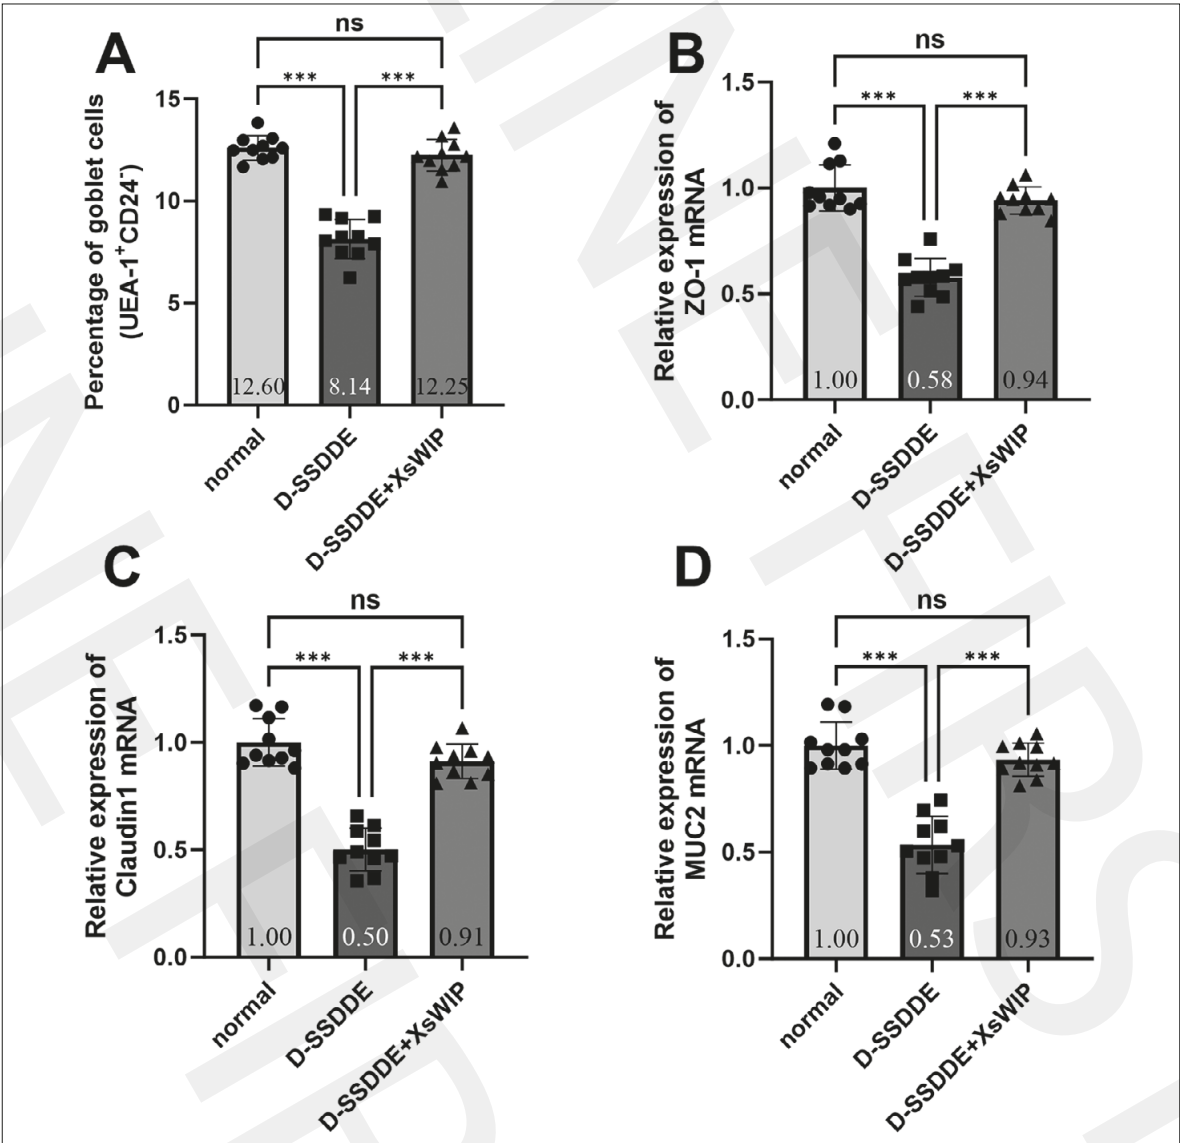 A
ns
*** ***
Percentage of goblet cells
(UEA-1+CD24-)
15
10
5
0
12.60 8.14 12.25
normal
D-SSDDE
D-SSDDE+XsWIP
B
ns
*** ***
Relative expression of
ZO-1 mRNA
1.5
1.0
0.5
0.0
1.00 0.58 0.94
normal
D-SSDDE
D-SSDDE+XsWIP
C
ns
*** ***
Relative expression of
Claudin1 mRNA
1.5
1.0
0.5
0.0
1.00 0.50 0.91
normal
D-SSDDE
D-SSDDE+XsWIP
D
ns
*** ***
Relative expression of
MUC2 mRNA
1.5
1.0
0.5
0.0
1.00 0.53 0.93
normal
D-SSDDE
D-SSDDE+XsWIP